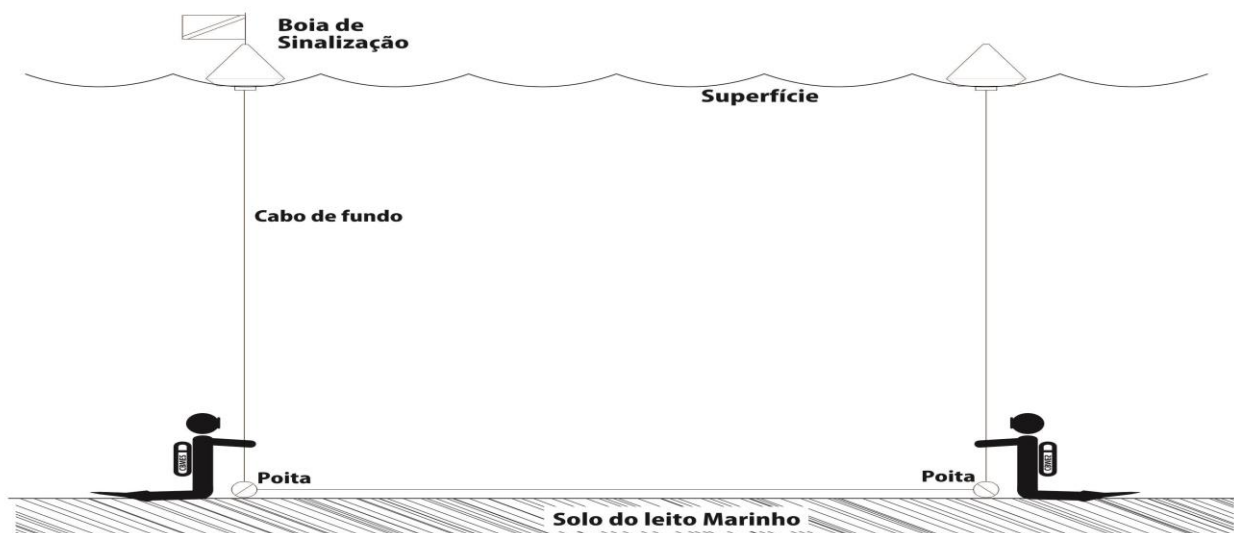 Boia de
Sinalização
Superfície
Cabo de fundo
Poita
Poita
Solo do leito Marinho